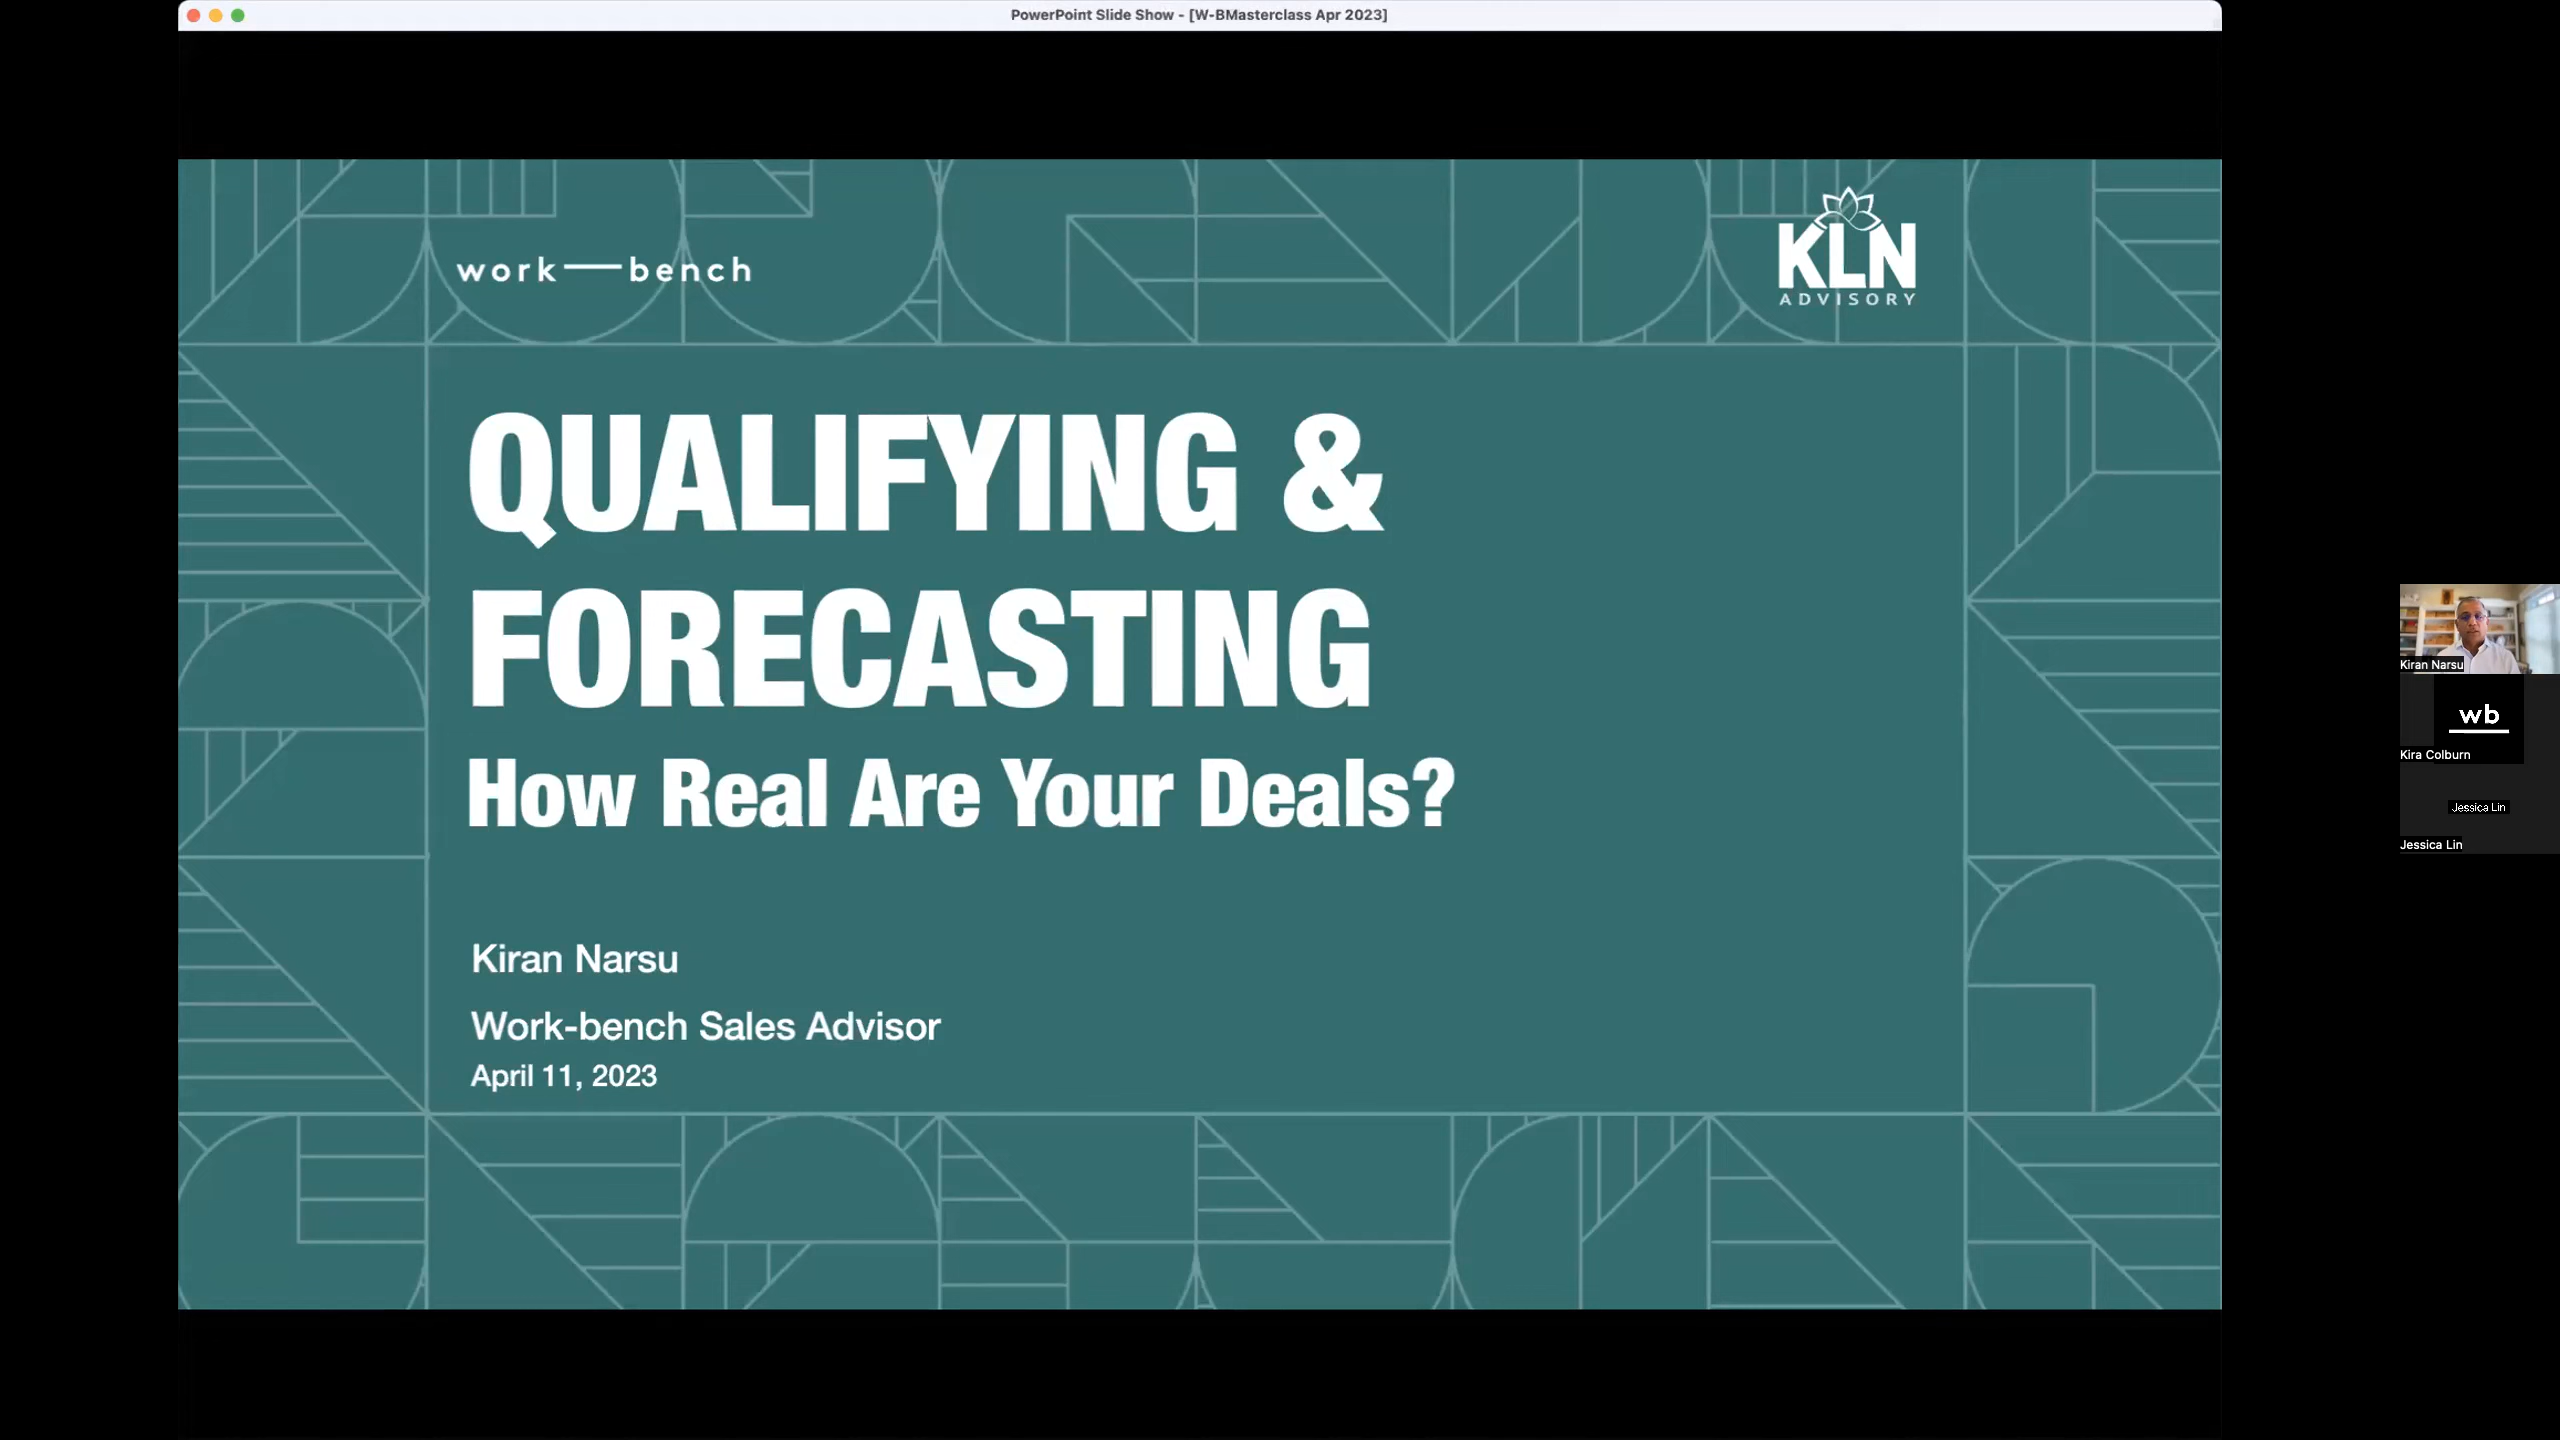 PowerPoint Slide Show - [W-BMasterclass Apr 2023]
work—bench
KLN
ADVISORY
QUALIFYING &
FORECASTING
How Real Are Your Deals?
Kiran Narsu
Work-bench Sales Advisor
April 11, 2023
Kiran Narsu
wb
Kira Colburn
Jessica Lin
Jessica Lin